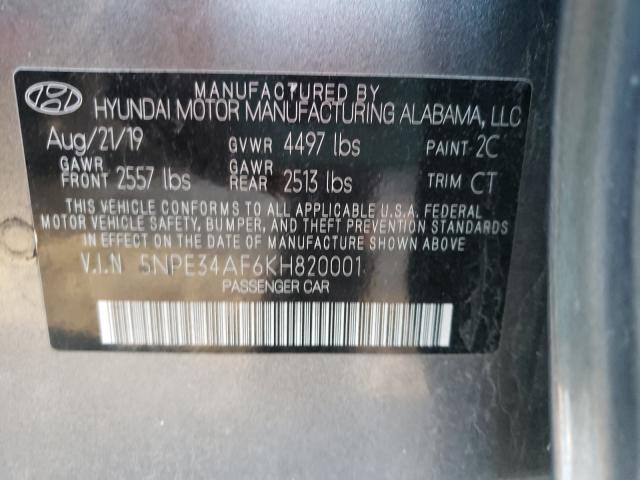 MANUFACTURED BY
HYUNDAI MOTOR MANUFACTURING ALABAMA, LLC
Aug/21/19 GVWR 4497 lbs PAINT 2C
GAWR FRONT 2557 lbs GAWR REAR 2513 lbs TRIM CT
THIS VEHICLE CONFORMS TO ALL APPLICABLE U.S.A. FEDERAL
MOTOR VEHICLE SAFETY, BUMPER, AND THEFT PREVENTION STANDARDS
IN EFFECT ON THE DATE OF MANUFACTURE SHOWN ABOVE.
V.I.N 5NPE34AF6KH820001
PASSENGER CAR